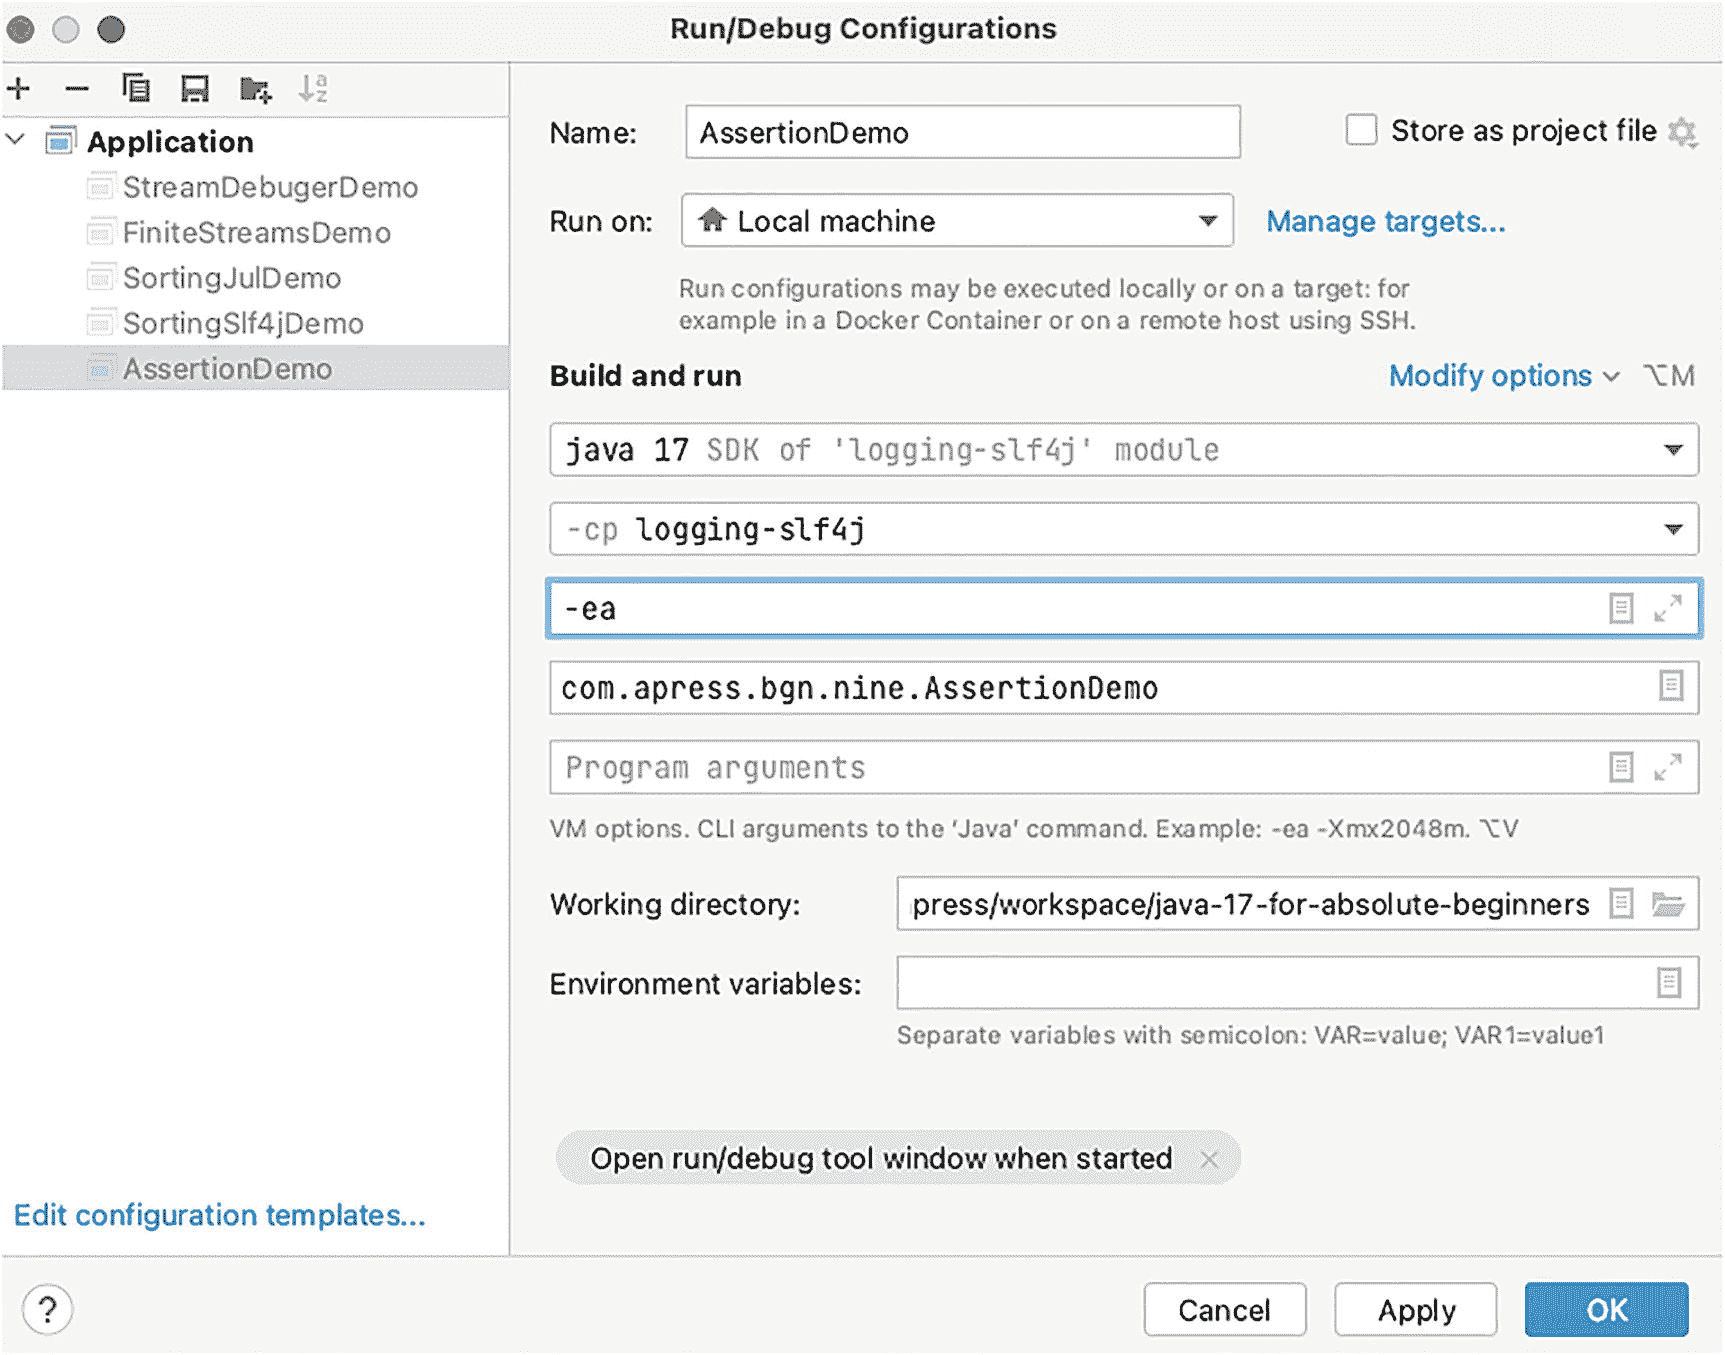 Run/Debug Configurations
Application
StreamDebugerDemo
FiniteStreamsDemo
SortingJulDemo
SortingSlf4jDemo
AssertionDemo
Edit configuration templates...
Name: AssertionDemo
Store as project file
Run on: Local machine
Manage targets...
Run configurations may be executed locally or on a target: for
example in a Docker Container or on a remote host using SSH.
Build and run
Modify options ⌥M
java 17 SDK of 'logging-slf4j' module
-cp logging-slf4j
-ea
com.apress.bgn.nine.AssertionDemo
Program arguments
VM options. CLI arguments to the ‘Java’ command. Example: -ea -Xmx2048m. ⌥V
Working directory: press/workspace/java-17-for-absolute-beginners
Environment variables:
Separate variables with semicolon: VAR=value; VAR1=value1
Open run/debug tool window when started ×
?
Cancel
Apply
OK